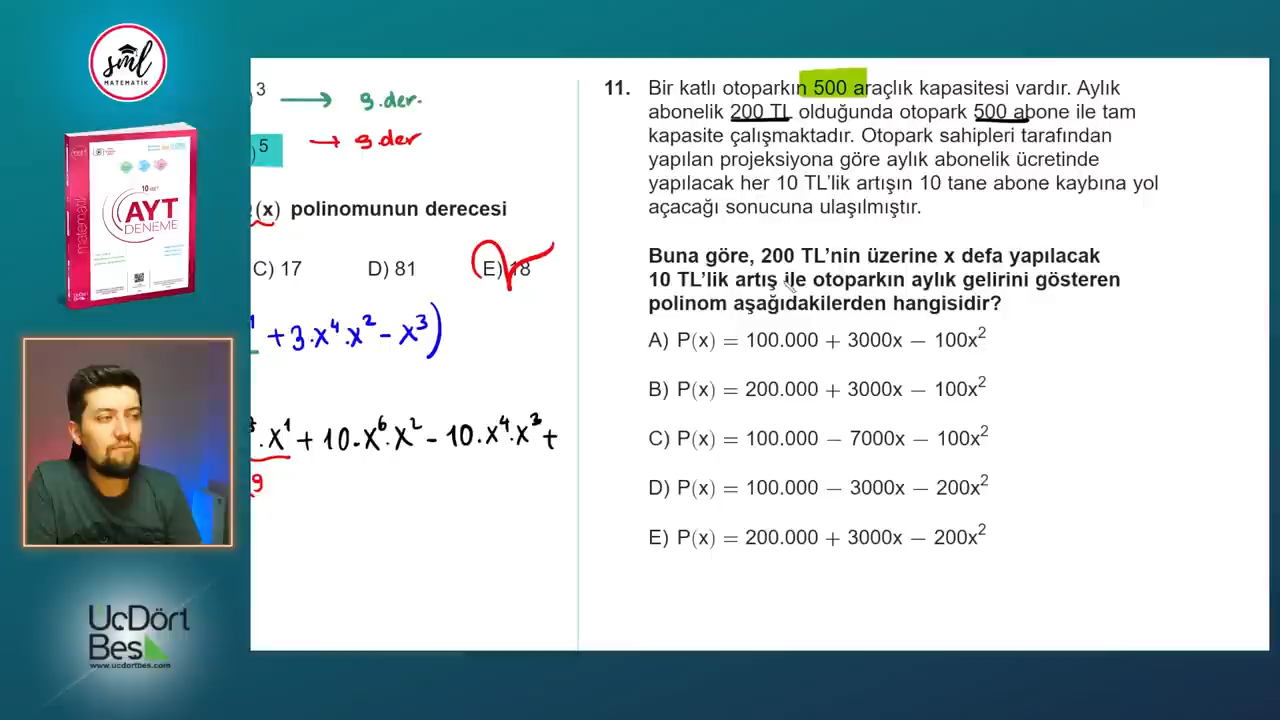 sml
MATEMATİK
10 
AYT
DENEME
matematik
3 → 9.der.
)5 → 9.der
(x) polinomunun derecesi
C) 17 D) 81 E) 18
+ 3·x⁴·x² − x³)
·x¹ + 10·x⁶·x² − 10·x⁴·x³ +
9
11. Bir katlı otoparkın 500 araçlık kapasitesi vardır. Aylık
abonelik 200 TL olduğunda otopark 500 abone ile tam
kapasite çalışmaktadır. Otopark sahipleri tarafından
yapılan projeksiyona göre aylık abonelik ücretinde
yapılacak her 10 TL’lik artışın 10 tane abone kaybına yol
açacağı sonucuna ulaşılmıştır.
Buna göre, 200 TL’nin üzerine x defa yapılacak
10 TL’lik artış ile otoparkın aylık gelirini gösteren
polinom aşağıdakilerden hangisidir?
A) P(x) = 100.000 + 3000x − 100x²
B) P(x) = 200.000 + 3000x − 100x²
C) P(x) = 100.000 − 7000x − 100x²
D) P(x) = 100.000 − 3000x − 200x²
E) P(x) = 200.000 + 3000x − 200x²
ÜcDört
Bes
www.ucdortbes.com